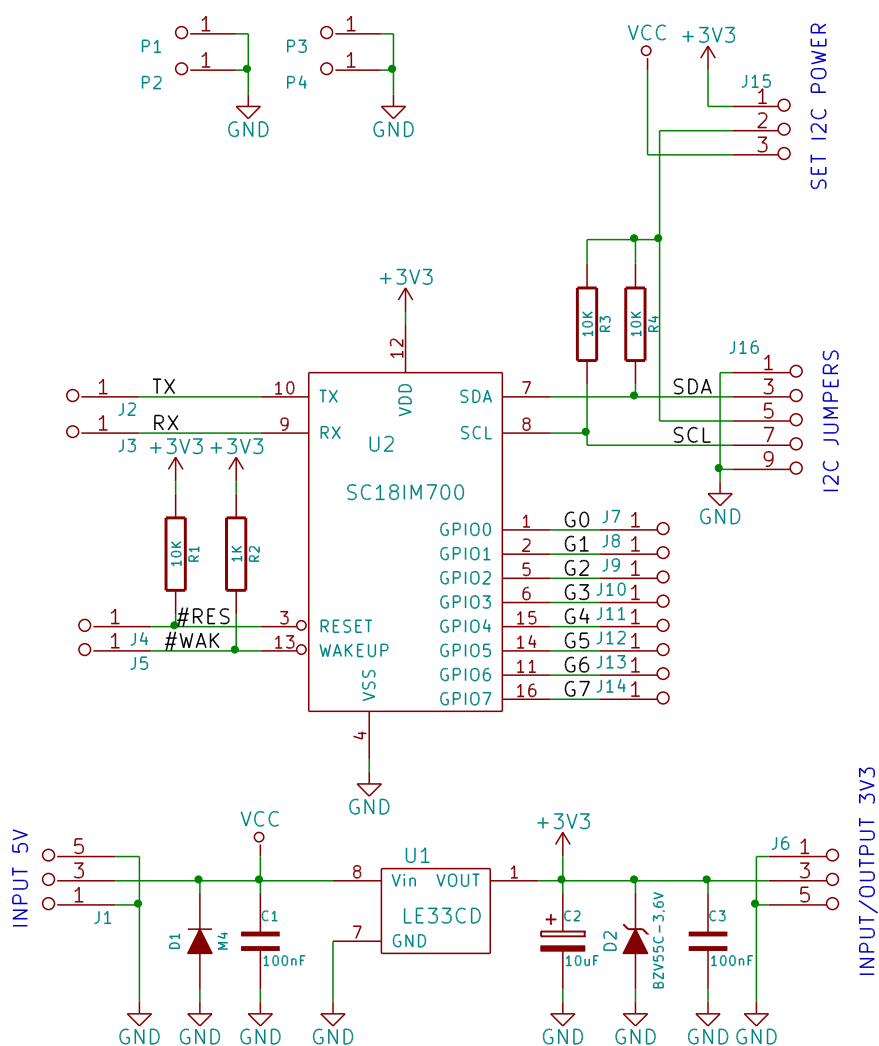 P1 1
P2 1
GND
P3 1
P4 1
GND
VCC +3V3
J15
1
2
3
SET I2C POWER
+3V3
12
VDD
10K R3
10K R4
J16
1
SDA 3
5
SCL 7
9
GND
I2C JUMPERS
1 TX 10 TX
J2
1 RX 9 RX
J3
+3V3 +3V3
10K R1
1K R2
1 #RES 3 RESET
J4
1 #WAK 13 WAKEUP
J5
U2
SC18IM700
SDA 7
SCL 8
GPIO0 1 G0 J7 1
GPIO1 2 G1 J8 1
GPIO2 5 G2 J9 1
GPIO3 6 G3 J10 1
GPIO4 15 G4 J11 1
GPIO5 14 G5 J12 1
GPIO6 11 G6 J13 1
GPIO7 16 G7 J14 1
VSS
4
GND
INPUT 5V
5
3
1
J1
VCC
D1 M4
C1
100nF
U1
8 Vin VOUT 1
LE33CD
7 GND
+3V3
+ C2
10uF
D2 BZV55C-3,6V
C3
100nF
J6
1
3
5
INPUT/OUTPUT 3V3
GND GND GND GND GND GND GND GND